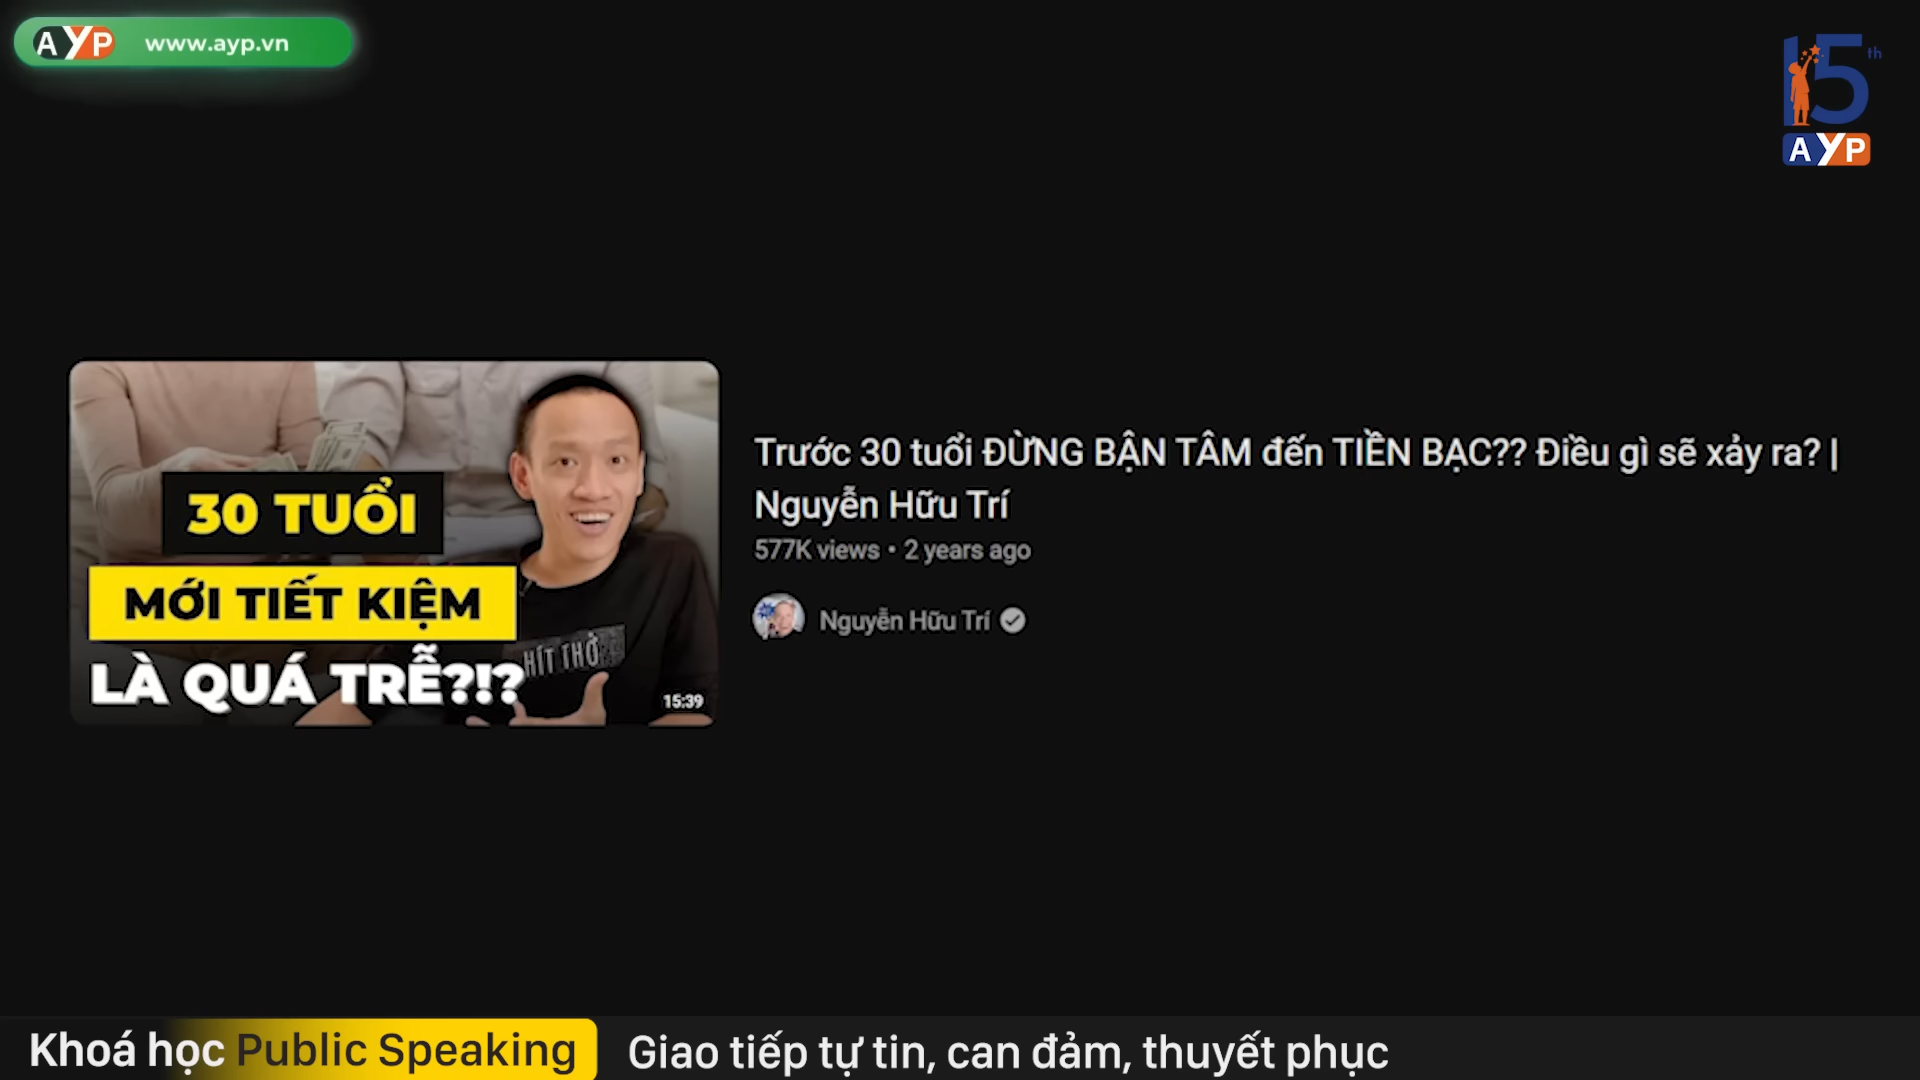 AYP www.ayp.vn
15th
AYP
30 TUỔI
MỚI TIẾT KIỆM
LÀ QUÁ TRỄ?!?
HÍT THỞ
15:39
Trước 30 tuổi ĐỪNG BẬN TÂM đến TIỀN BẠC?? Điều gì sẽ xảy ra? |
Nguyễn Hữu Trí
577K views • 2 years ago
Nguyễn Hữu Trí
Khoá học Public Speaking Giao tiếp tự tin, can đảm, thuyết phục